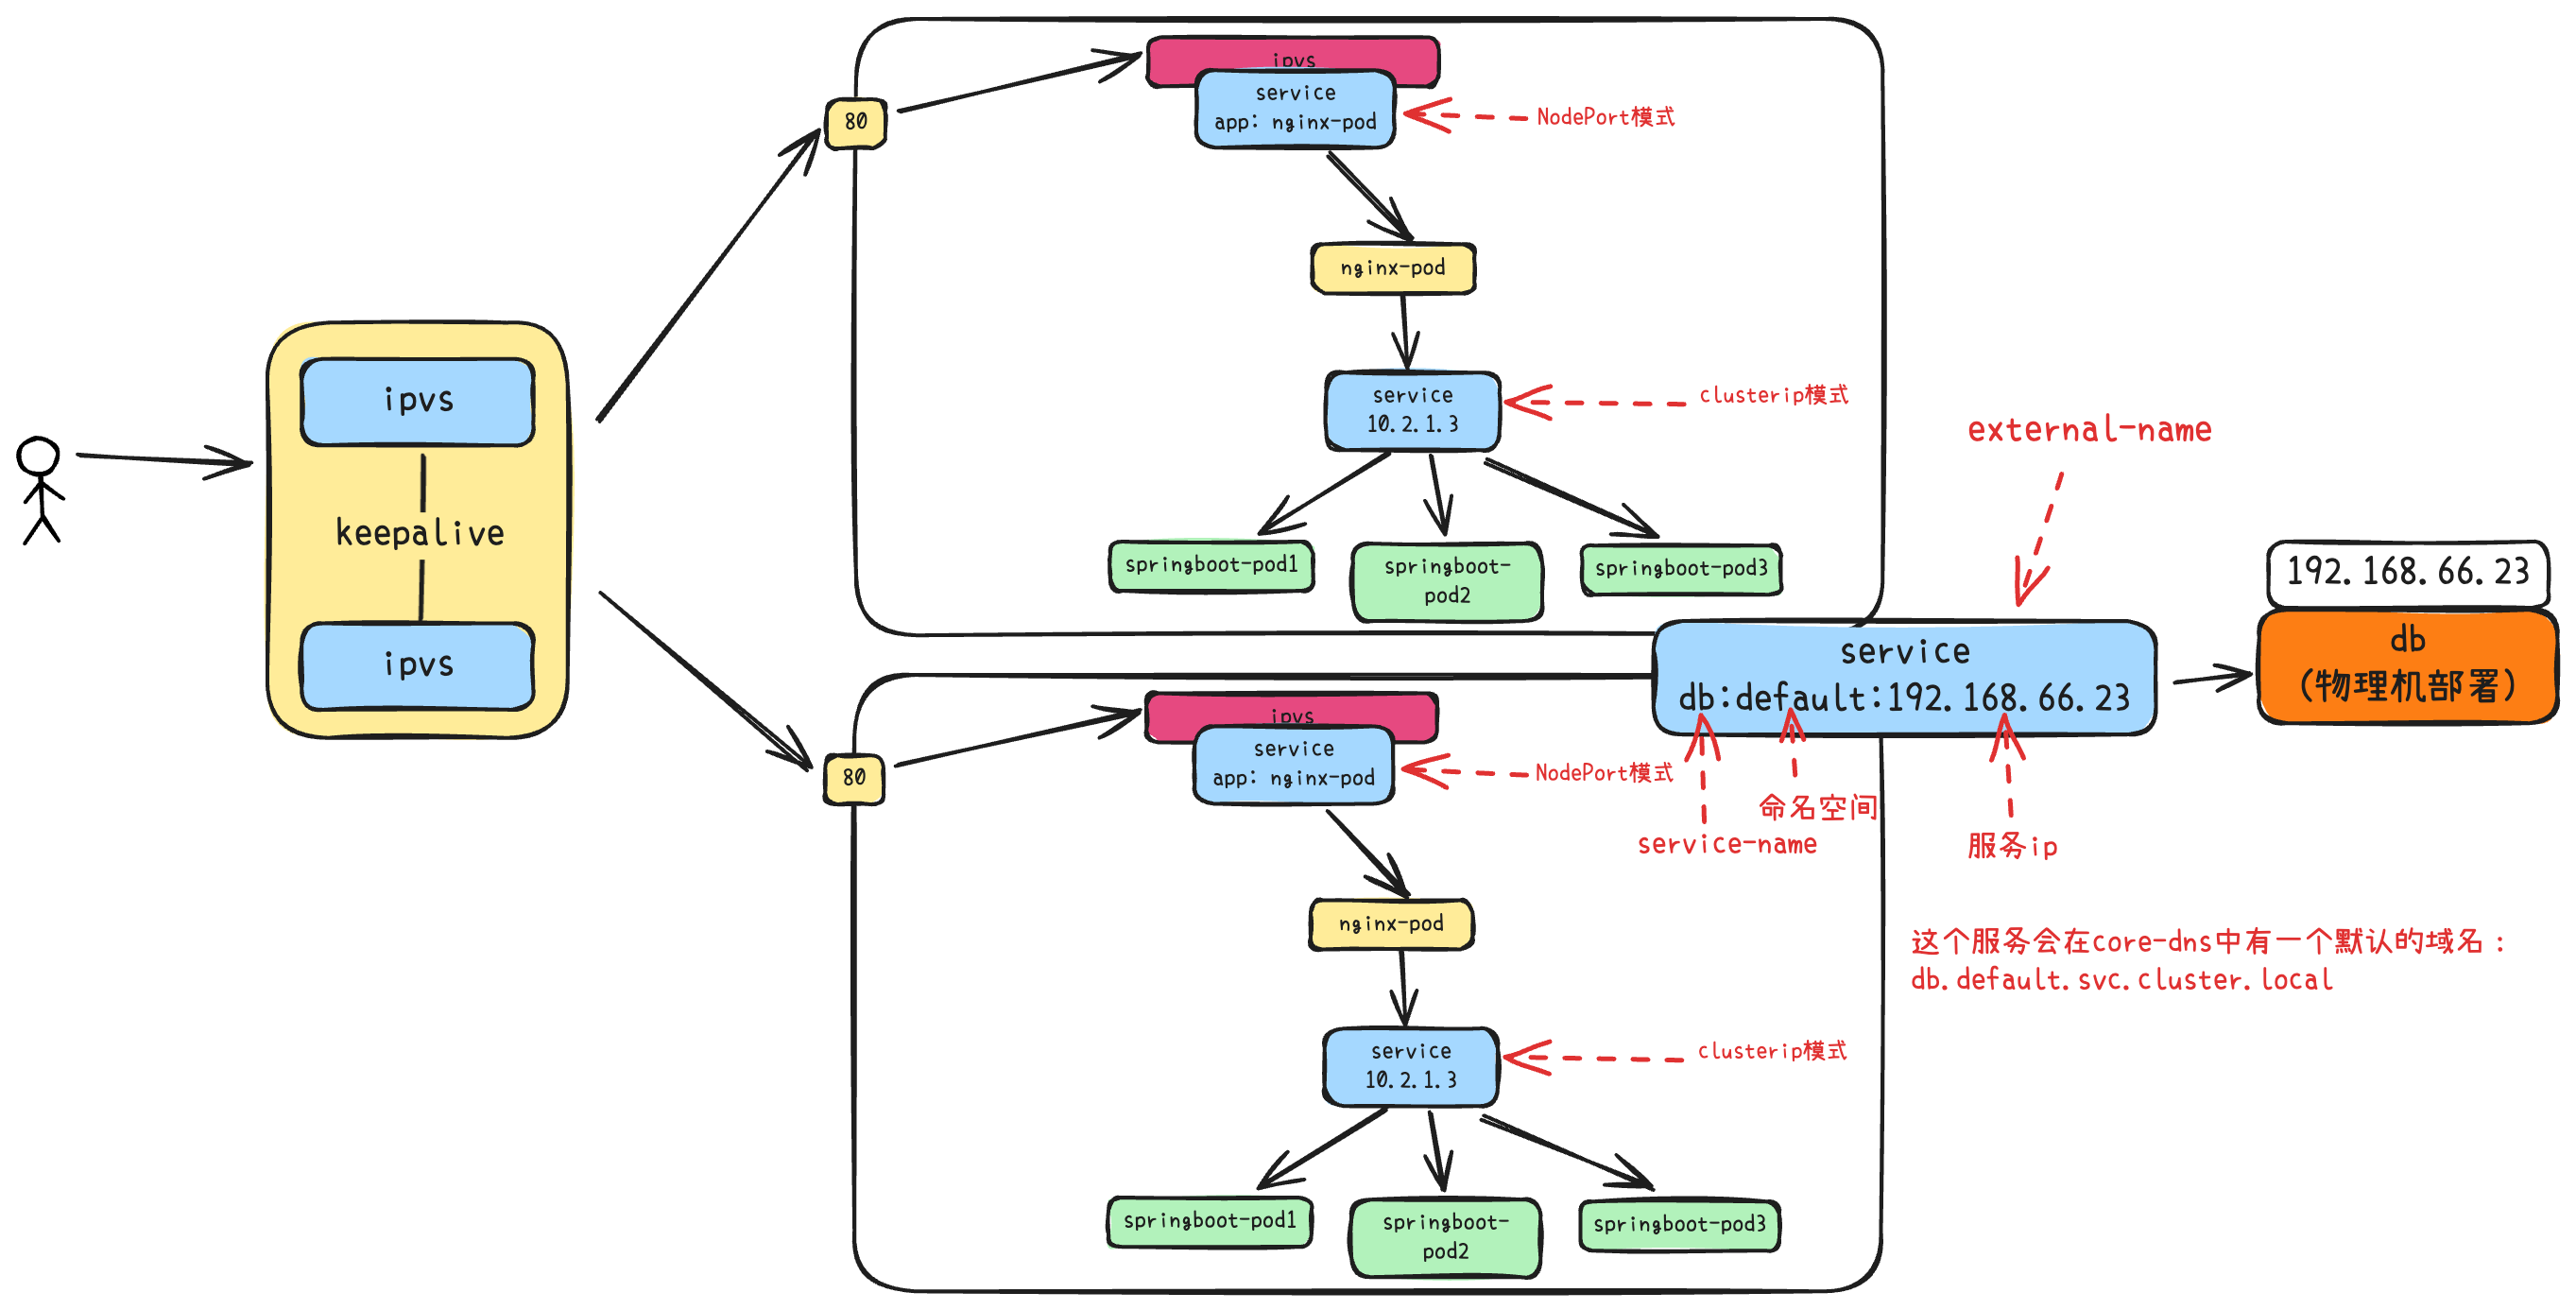 ipvs
keepalive
ipvs
80
ipvs
service
app: nginx-pod
NodePort模式
nginx-pod
service
10.2.1.3
clusterip模式
springboot-pod1
springboot-
pod2
springboot-pod3
external-name
service
db:default:192.168.66.23
service-name
命名空间
服务ip
192.168.66.23
db
(物理机部署)
这个服务会在core-dns中有一个默认的域名：
db.default.svc.cluster.local
80
ipvs
service
app: nginx-pod
NodePort模式
nginx-pod
service
10.2.1.3
clusterip模式
springboot-pod1
springboot-
pod2
springboot-pod3